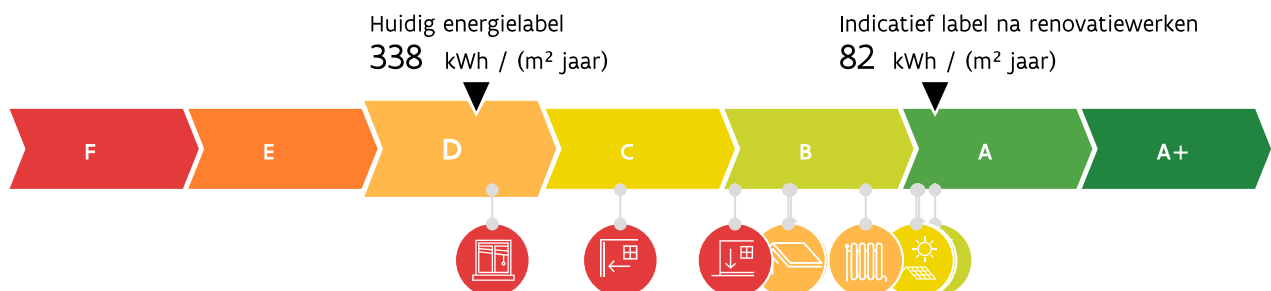 Huidig energielabel
338 kWh / (m² jaar)
Indicatief label na renovatiewerken
82 kWh / (m² jaar)
F E D C B A A+